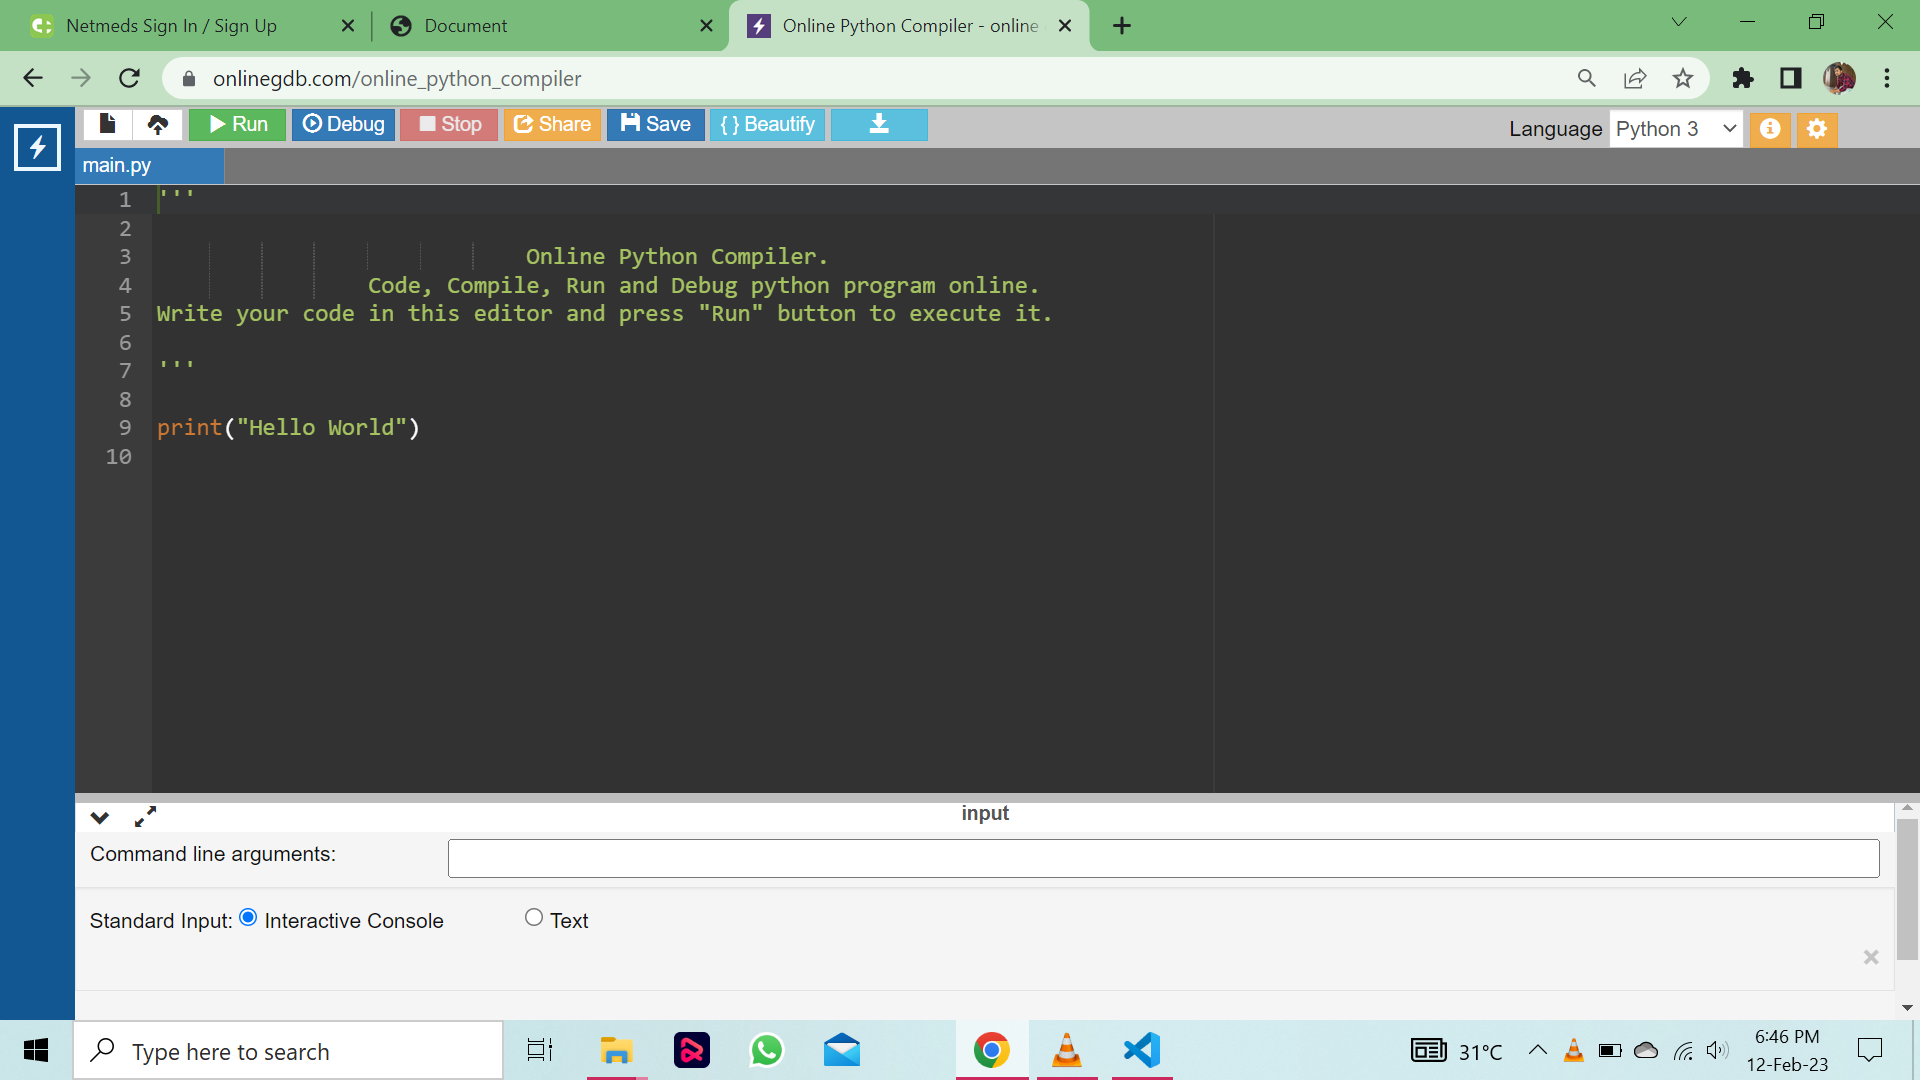 Netmeds Sign In / Sign Up
Document
Online Python Compiler - online
onlinegdb.com/online_python_compiler
Run
Debug
Stop
Share
Save
{ } Beautify
Language
Python 3
main.py
1 '''
2
3 Online Python Compiler.
4 Code, Compile, Run and Debug python program online.
5 Write your code in this editor and press "Run" button to execute it.
6
7 '''
8
9 print("Hello World")
10
input
Command line arguments:
Standard Input: Interactive Console Text
Type here to search
31°C
6:46 PM
12-Feb-23